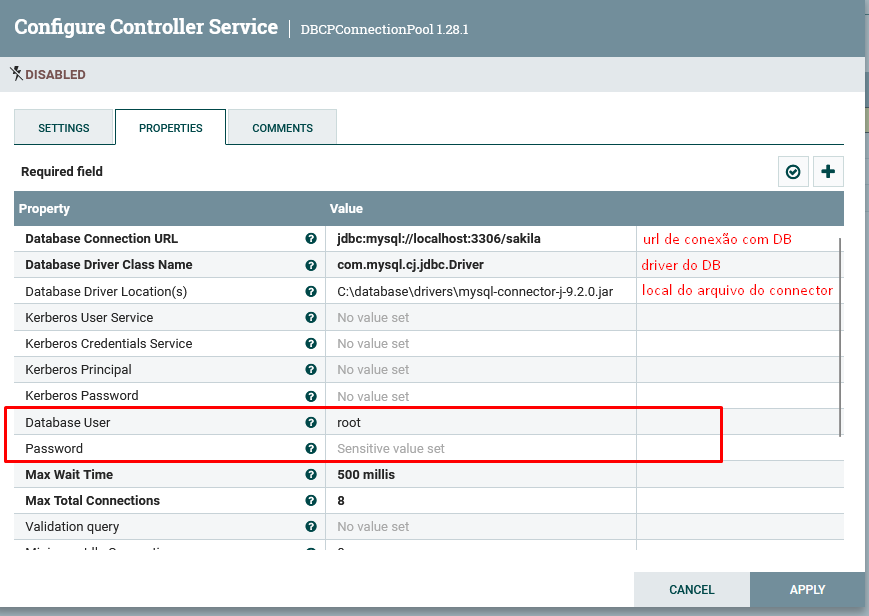 Configure Controller Service | DBCPConnectionPool 1.28.1
DISABLED
SETTINGS PROPERTIES COMMENTS
Required field
Property Value
Database Connection URL ? jdbc:mysql://localhost:3306/sakila url de conexão com DB
Database Driver Class Name ? com.mysql.cj.jdbc.Driver driver do DB
Database Driver Location(s) ? C:\database\drivers\mysql-connector-j-9.2.0.jar local do arquivo do connector
Kerberos User Service ? No value set
Kerberos Credentials Service ? No value set
Kerberos Principal ? No value set
Kerberos Password ? No value set
Database User ? root
Password ? Sensitive value set
Max Wait Time ? 500 millis
Max Total Connections ? 8
Validation query ? No value set
CANCEL APPLY